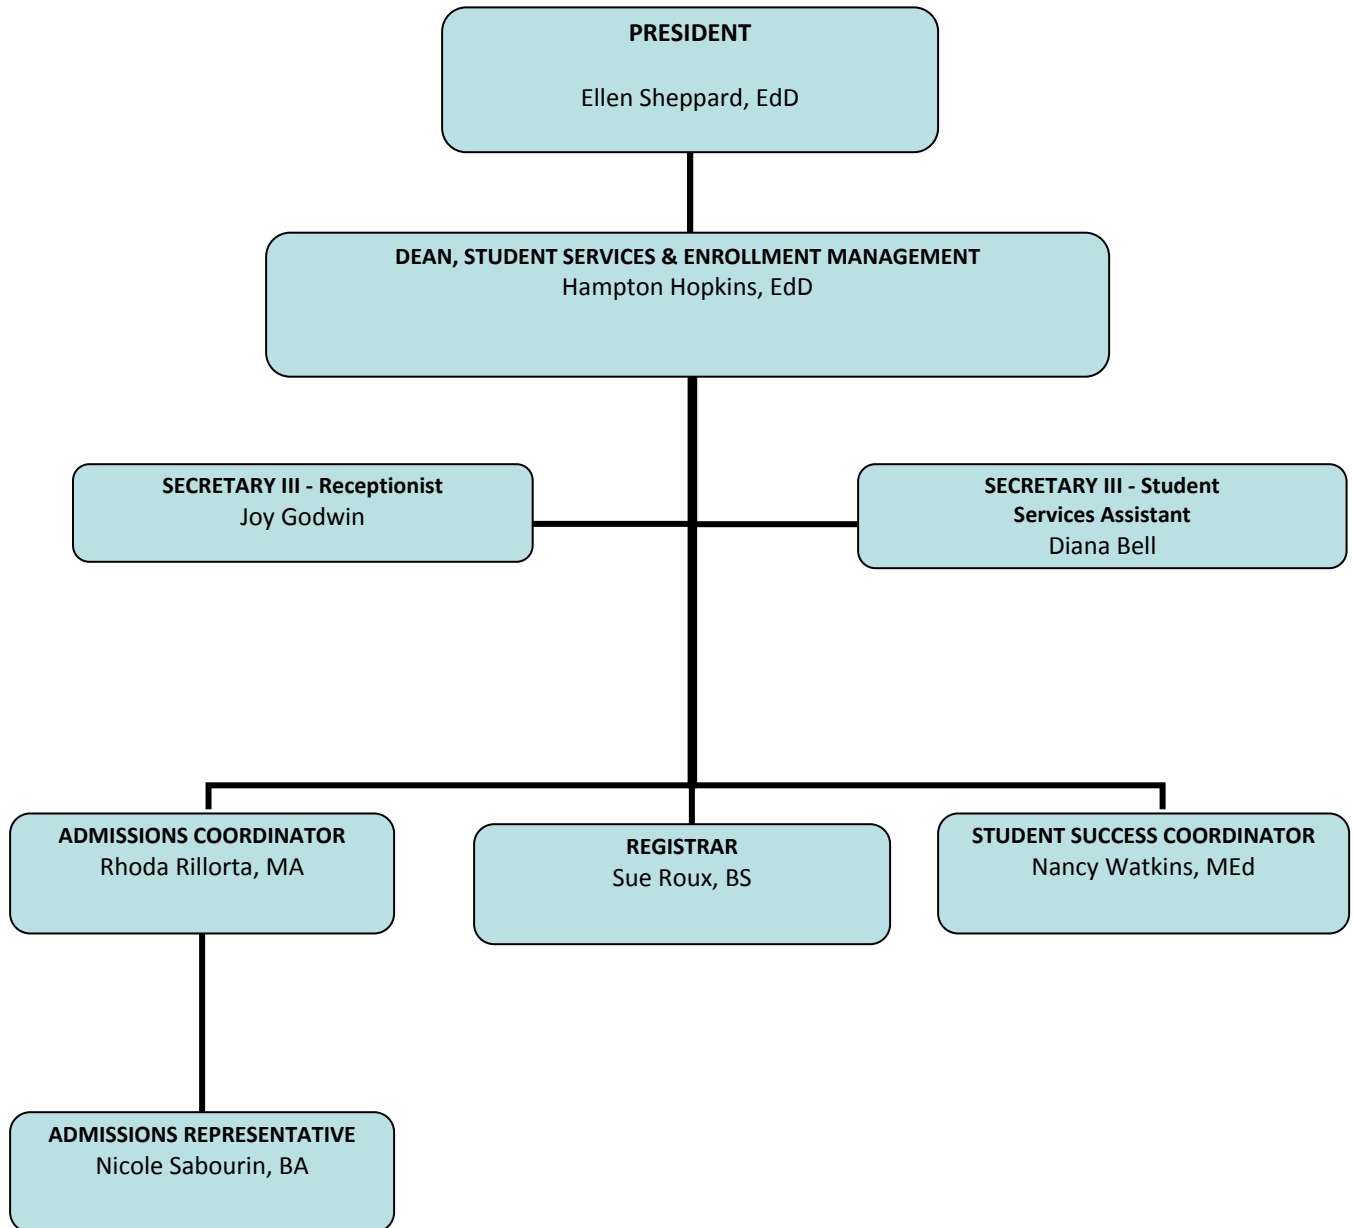 PRESIDENT
Ellen Sheppard, EdD
DEAN, STUDENT SERVICES & ENROLLMENT MANAGEMENT
Hampton Hopkins, EdD
SECRETARY III - Receptionist
Joy Godwin
SECRETARY III - Student
Services Assistant
Diana Bell
ADMISSIONS COORDINATOR
Rhoda Rillorta, MA
REGISTRAR
Sue Roux, BS
STUDENT SUCCESS COORDINATOR
Nancy Watkins, MEd
ADMISSIONS REPRESENTATIVE
Nicole Sabourin, BA